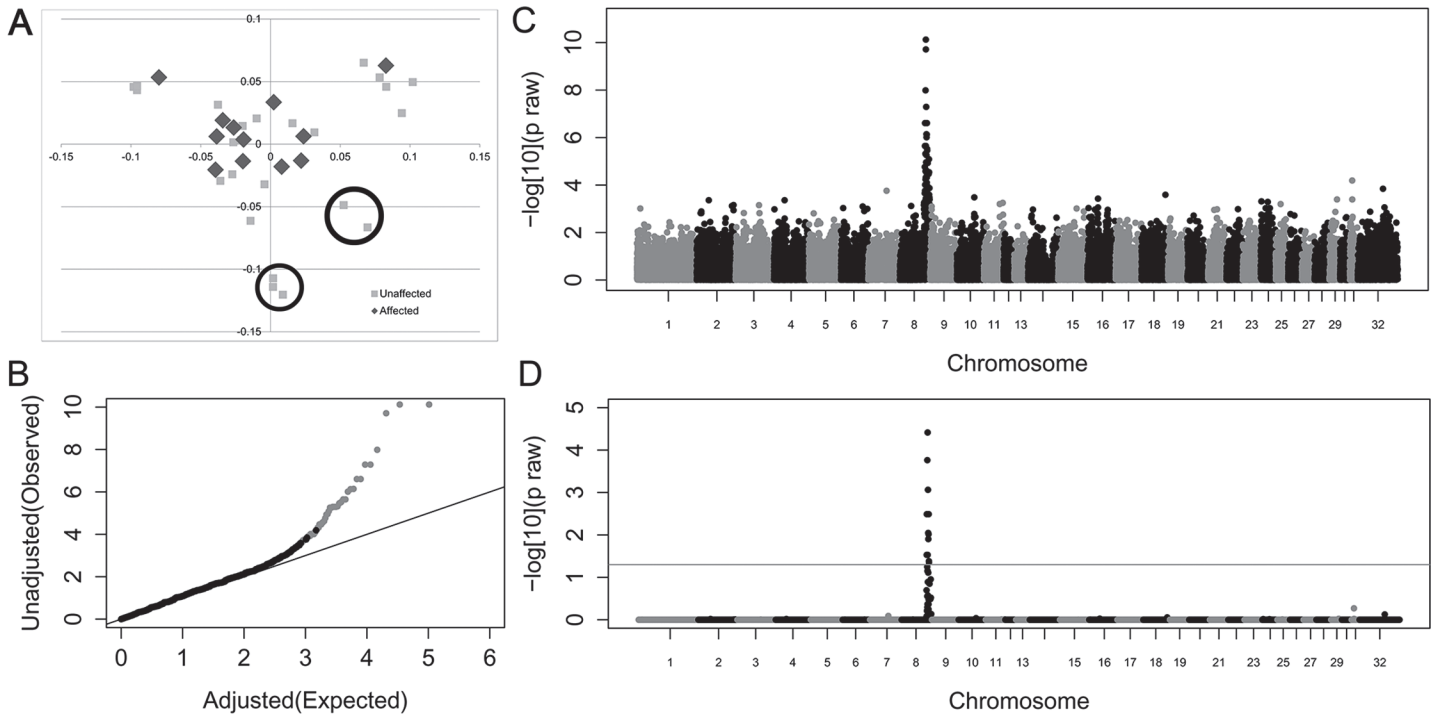 A
0.1
0.05
0
-0.15
-0.1
-0.05
0
0.05
0.1
0.15
-0.05
-0.1
-0.15
Unaffected
Affected
B
Unadjusted(Observed)
10
8
6
4
2
0
0 1 2 3 4 5 6
Adjusted(Expected)
C
−log[10](p raw)
10
8
6
4
2
0
1 2 3 4 5 6 7 8 9 10 11 13 15 16 17 18 19 21 23 25 27 29 32
Chromosome
D
−log[10](p raw)
5
4
3
2
1
0
1 2 3 4 5 6 7 8 9 10 11 13 15 16 17 18 19 21 23 25 27 29 32
Chromosome